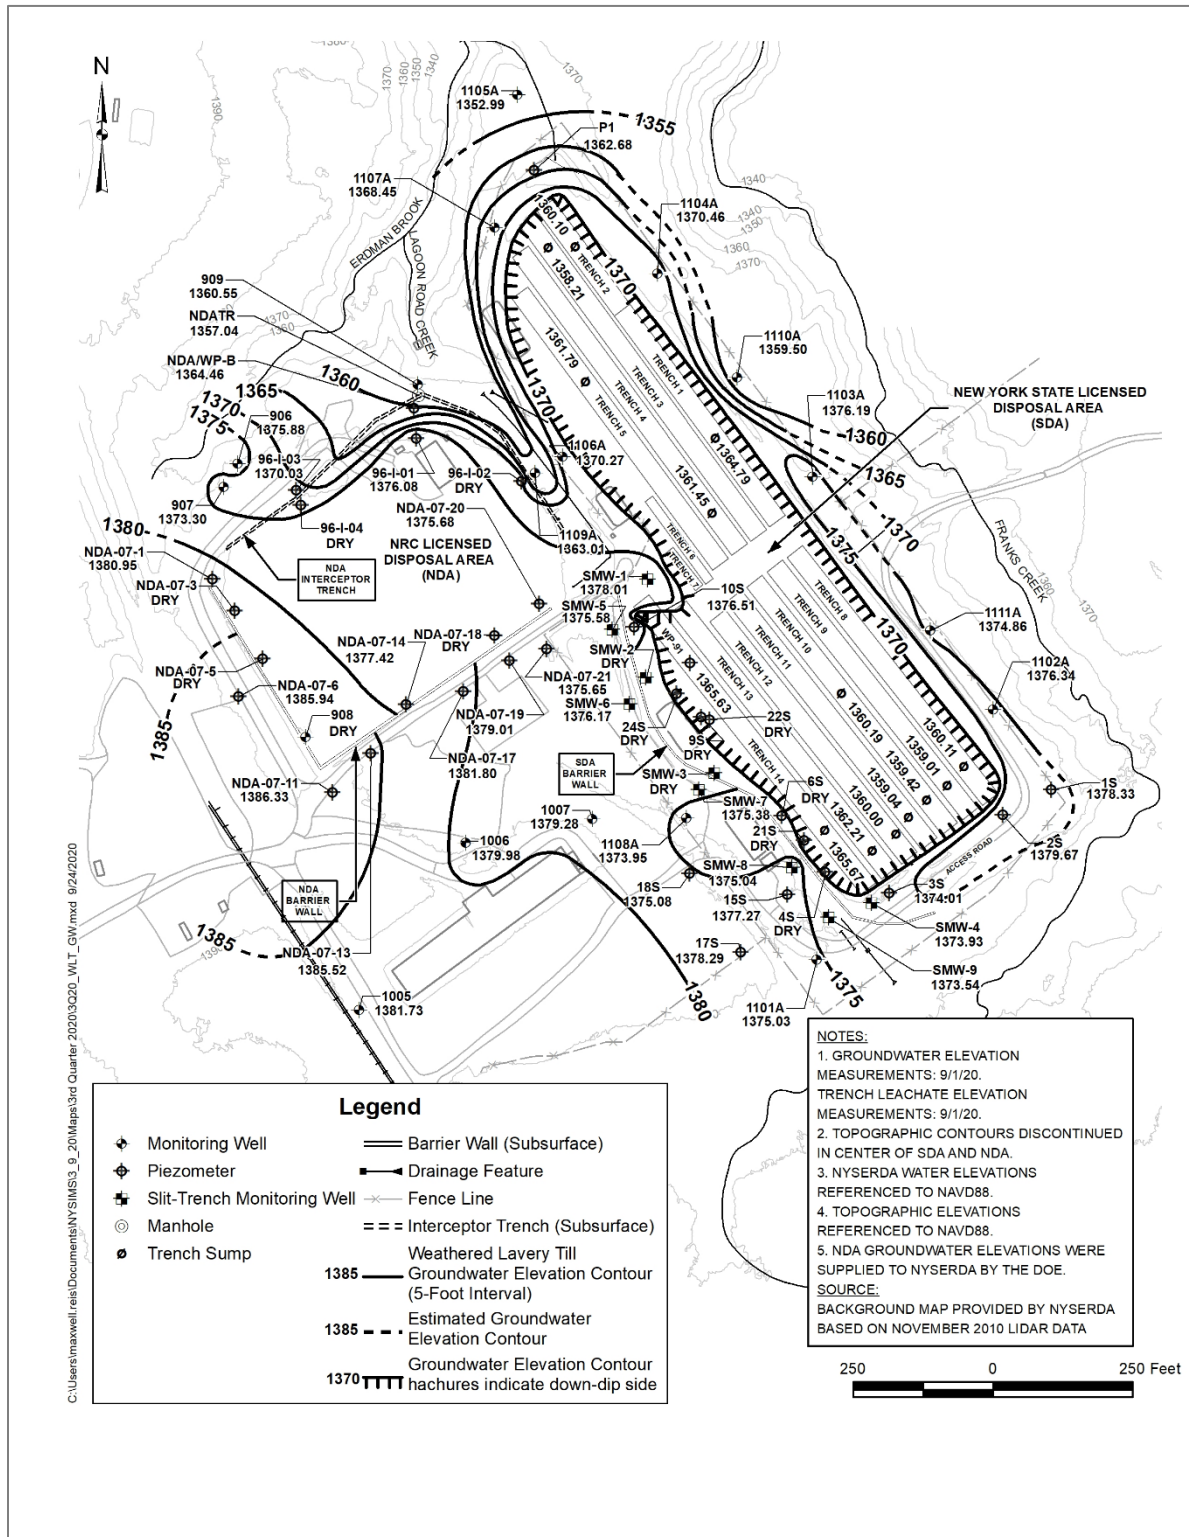 N
1105A
1352.99
1355
P1
1362.68
1107A
1368.45
1104A
1370.46
ERDMAN BROOK
LAGOON ROAD CREEK
1360.10
1358.21
TRENCH 2
1370
909
1360.55
NDATR
1357.04
NDA/WP-B
1364.46
1365
1360
1370
1375
1361.79
TRENCH 1
TRENCH 3
TRENCH 4
TRENCH 5
1370
1110A
1359.50
1103A
1376.19
NEW YORK STATE LICENSED
DISPOSAL AREA
(SDA)
1360
1365
906
1375.88
96-I-03
1370.03
96-I-01
1376.08
96-I-02
DRY
1106A
1370.27
1364.79
1361.45
907
1373.30
96-I-04
DRY
NDA-07-20
1375.68
1109A
1363.01
1370
1375
FRANKS CREEK
1380
NDA-07-1
1380.95
NDA-07-3
DRY
NDA
INTERCEPTOR
TRENCH
NRC LICENSED
DISPOSAL AREA
(NDA)
TRENCH 6
TRENCH 7
SMW-1
1378.01
SMW-5
1375.58
10S
1376.51
TRENCH 8
TRENCH 9
TRENCH 10
TRENCH 11
TRENCH 12
TRENCH 13
TRENCH 14
WP-91
1370
1111A
1374.86
1102A
1376.34
NDA-07-14
1377.42
NDA-07-18
DRY
SMW-2
DRY
NDA-07-5
DRY
NDA-07-6
1385.94
NDA-07-21
1375.65
SMW-6
1376.17
1365.63
NDA-07-19
1379.01
24S
DRY
22S
DRY
9S
DRY
1360.19
1360.11
1359.01
1359.42
1359.04
1360.00
1362.21
1365.67
908
DRY
1385
NDA-07-17
1381.80
SDA
BARRIER
WALL
SMW-3
DRY
6S
DRY
1S
1378.33
NDA-07-11
1386.33
SMW-7
1375.38
1007
1379.28
1006
1379.98
1108A
1373.95
21S
DRY
2S
1379.67
ACCESS ROAD
SMW-8
1375.04
18S
1375.08
15S
1377.27
3S
1374.01
NDA
BARRIER
WALL
4S
DRY
SMW-4
1373.93
1385
NDA-07-13
1385.52
17S
1378.29
SMW-9
1373.54
1380
1375
1005
1381.73
1101A
1375.03
1390
1370
1360
1350
1340
1370
1340
1340
1350
1360
1370
1370
1360
1360
1370
NOTES:
1. GROUNDWATER ELEVATION
MEASUREMENTS: 9/1/20.
TRENCH LEACHATE ELEVATION
MEASUREMENTS: 9/1/20.
2. TOPOGRAPHIC CONTOURS DISCONTINUED
IN CENTER OF SDA AND NDA.
3. NYSERDA WATER ELEVATIONS
REFERENCED TO NAVD88.
4. TOPOGRAPHIC ELEVATIONS
REFERENCED TO NAVD88.
5. NDA GROUNDWATER ELEVATIONS WERE
SUPPLIED TO NYSERDA BY THE DOE.
SOURCE:
BACKGROUND MAP PROVIDED BY NYSERDA
BASED ON NOVEMBER 2010 LIDAR DATA
Legend
Monitoring Well
Piezometer
Slit-Trench Monitoring Well
Manhole
Trench Sump
Barrier Wall (Subsurface)
Drainage Feature
Fence Line
Interceptor Trench (Subsurface)
Weathered Lavery Till
1385 Groundwater Elevation Contour
(5-Foot Interval)
1385 Estimated Groundwater
Elevation Contour
1370 Groundwater Elevation Contour
hachures indicate down-dip side
250 0 250 Feet
C:\Users\maxwell.reis\Documents\NYSIMS\3_9_20\Maps\3rd Quarter 2020\3Q20_WLT_GW.mxd 9/24/2020